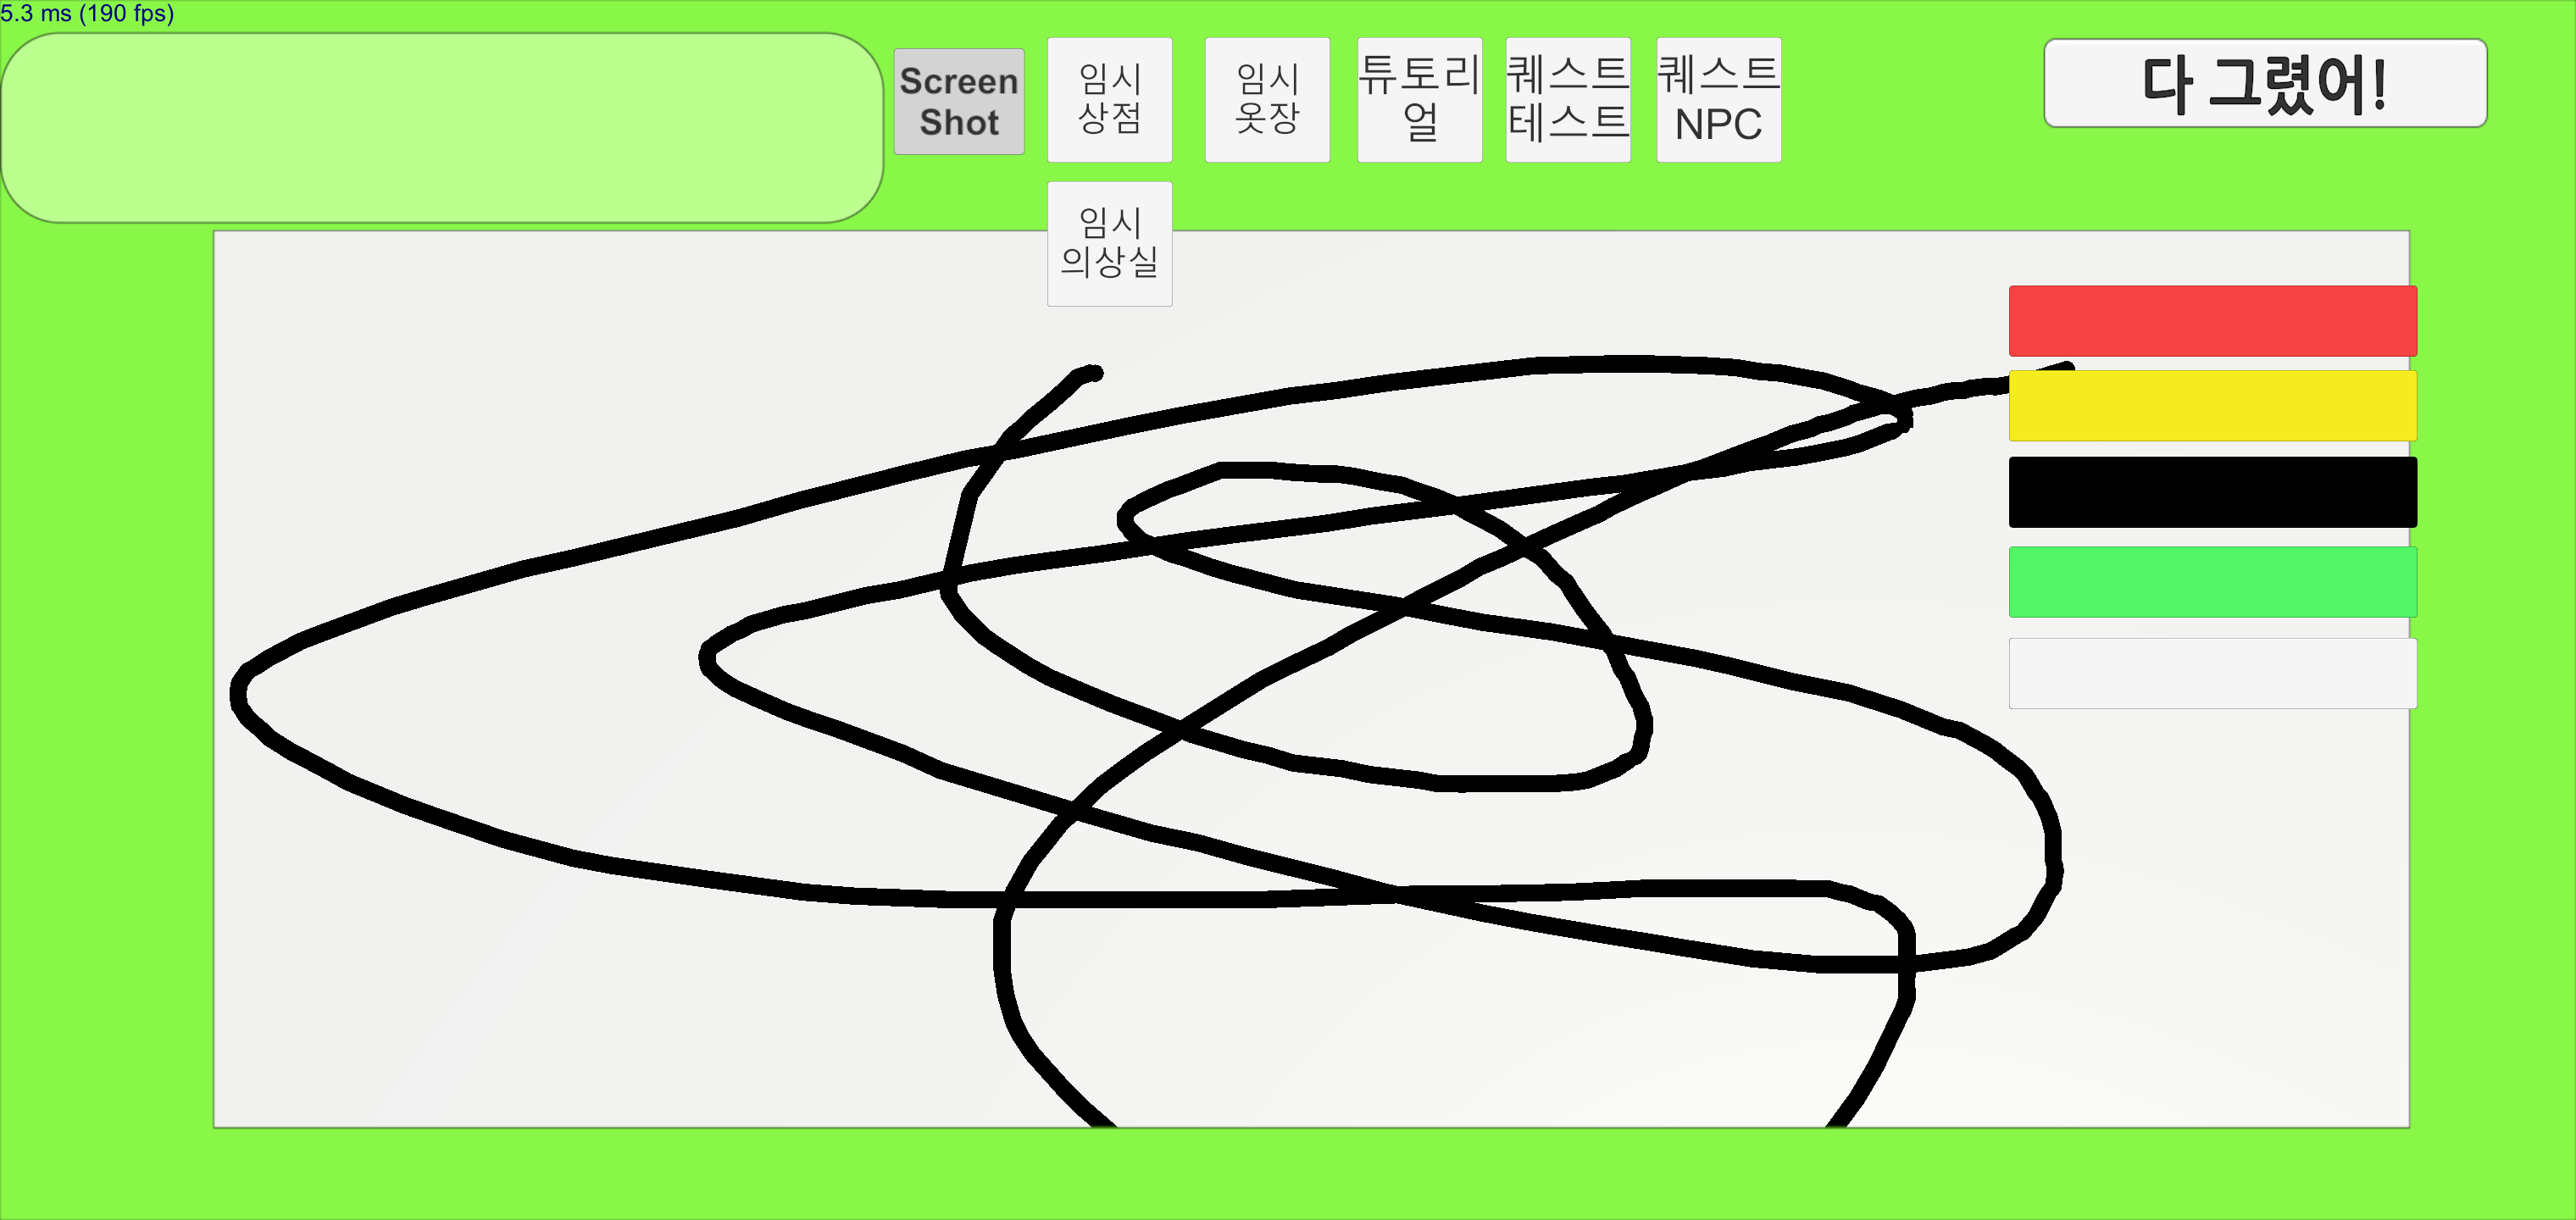 5.3 ms (190 fps)
Screen
Shot
임시
상점
임시
옷장
튜토리
얼
퀘스트
테스트
퀘스트
NPC
다 그렸어!
임시
의상실